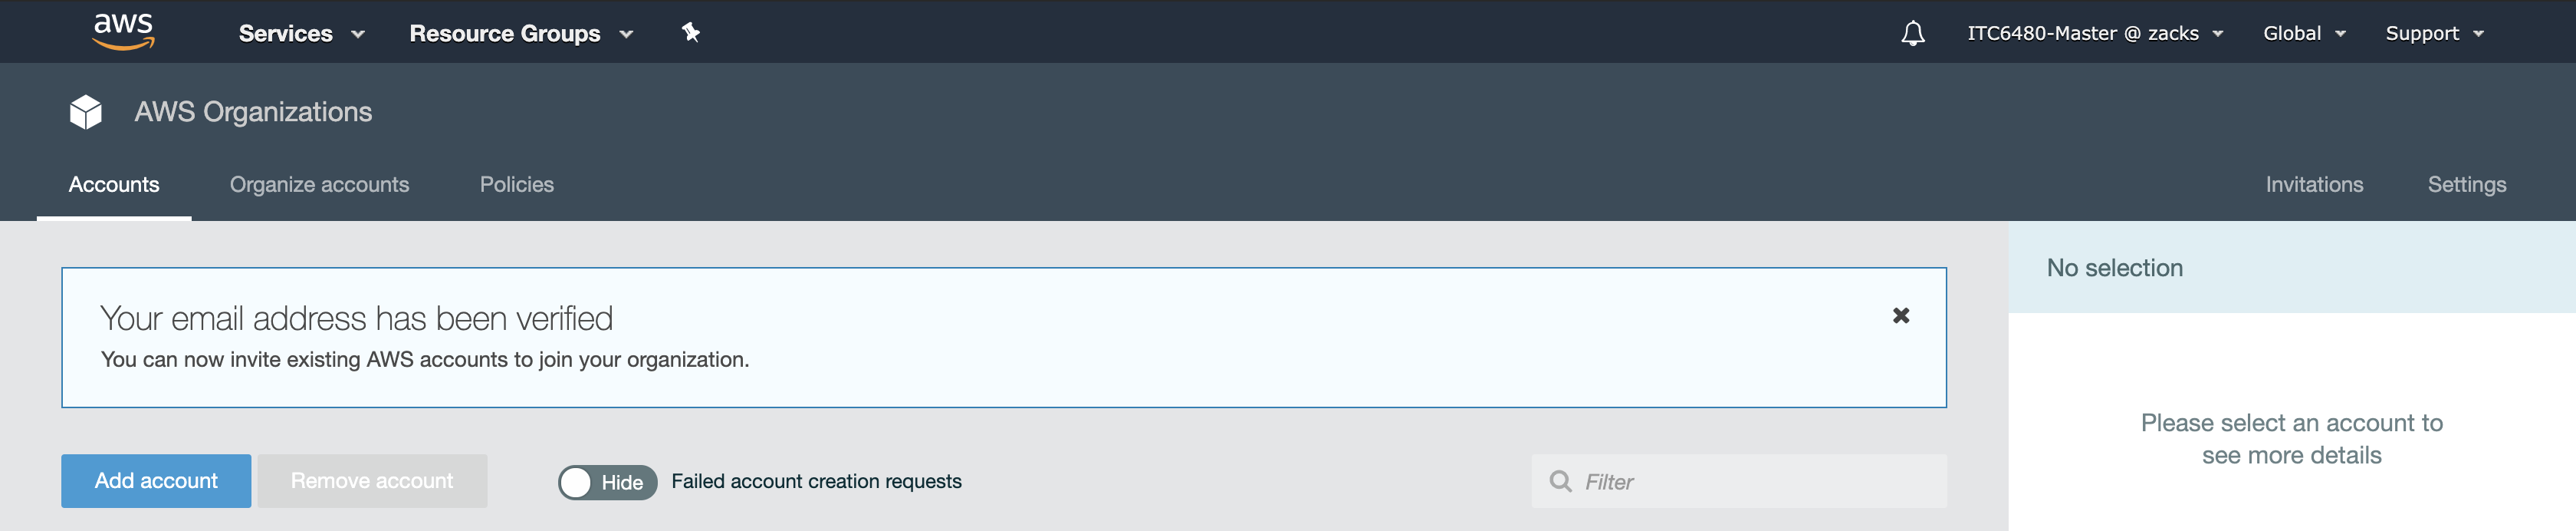 aws Services Resource Groups ITC6480-Master @ zacks Global Support
AWS Organizations
Accounts Organize accounts Policies Invitations Settings
Your email address has been verified
You can now invite existing AWS accounts to join your organization.
No selection
Please select an account to
see more details
Add account Remove account Hide Failed account creation requests Filter